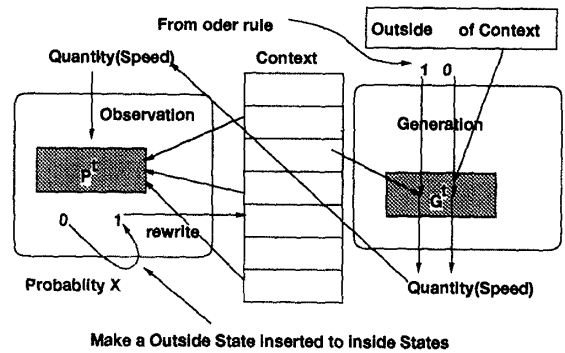 From oder rule
Outside of Context
Quantity(Speed)
Context
1 0
Observation
Generation
P t
G t
0 1
rewrite
Probablity X
Quantity(Speed)
Make a Outside State inserted to inside States